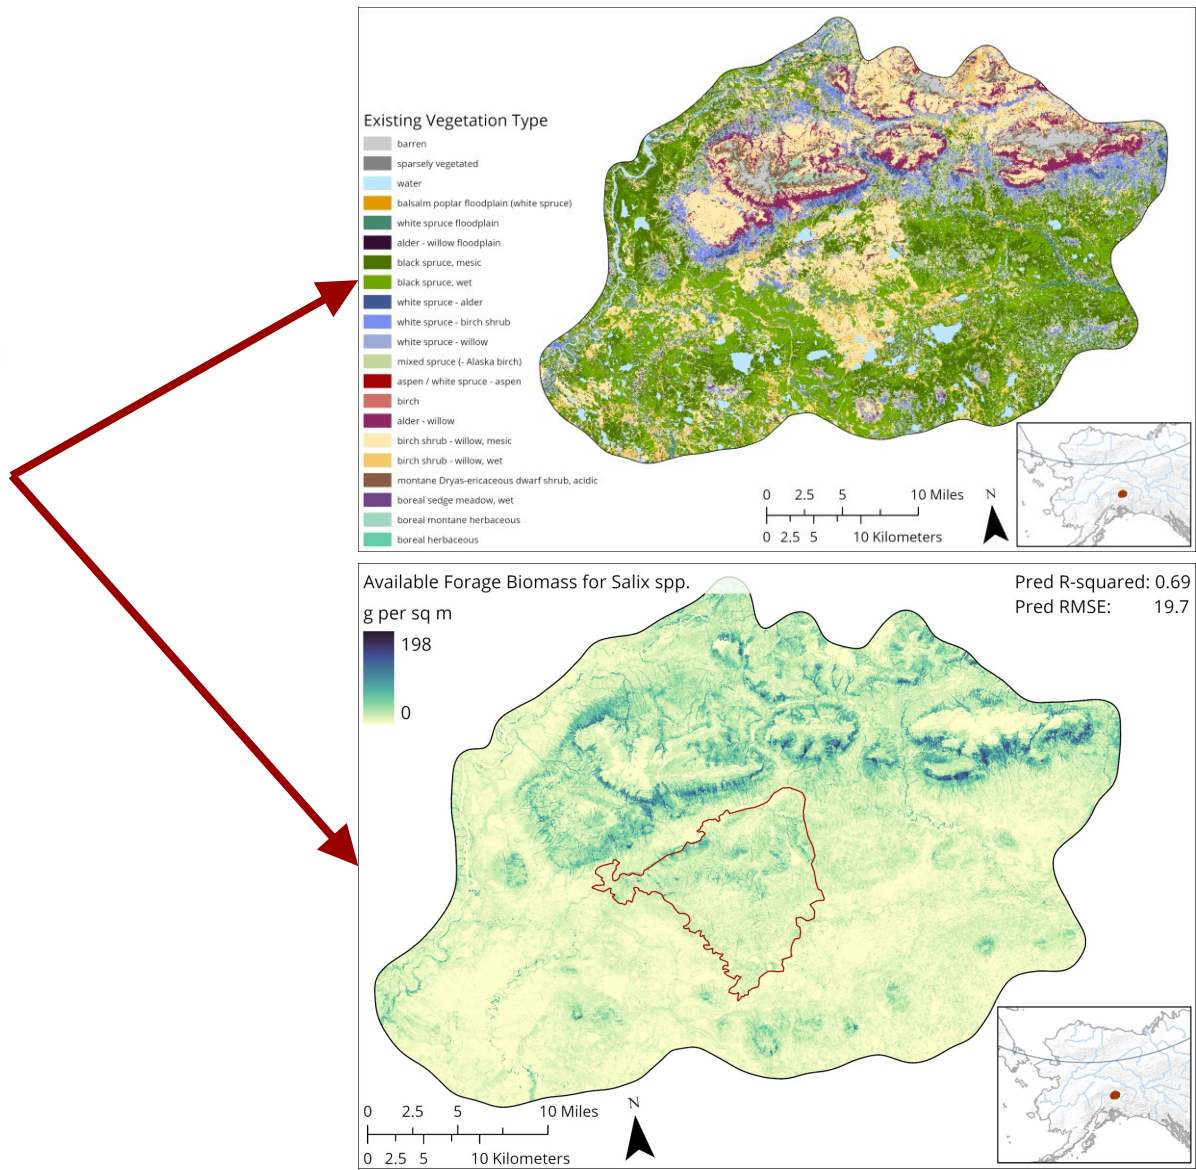 Existing Vegetation Type
barren
sparsely vegetated
water
balsalm poplar floodplain (white spruce)
white spruce floodplain
alder - willow floodplain
black spruce, mesic
black spruce, wet
white spruce - alder
white spruce - birch shrub
white spruce - willow
mixed spruce (- Alaska birch)
aspen / white spruce - aspen
birch
alder - willow
birch shrub - willow, mesic
birch shrub - willow, wet
montane Dryas-ericaceous dwarf shrub, acidic
boreal sedge meadow, wet
boreal montane herbaceous
boreal herbaceous
0 2.5 5 10 Miles
0 2.5 5 10 Kilometers
N
Available Forage Biomass for Salix spp.
g per sq m
198
0
Pred R-squared: 0.69
Pred RMSE: 19.7
0 2.5 5 10 Miles
0 2.5 5 10 Kilometers
N